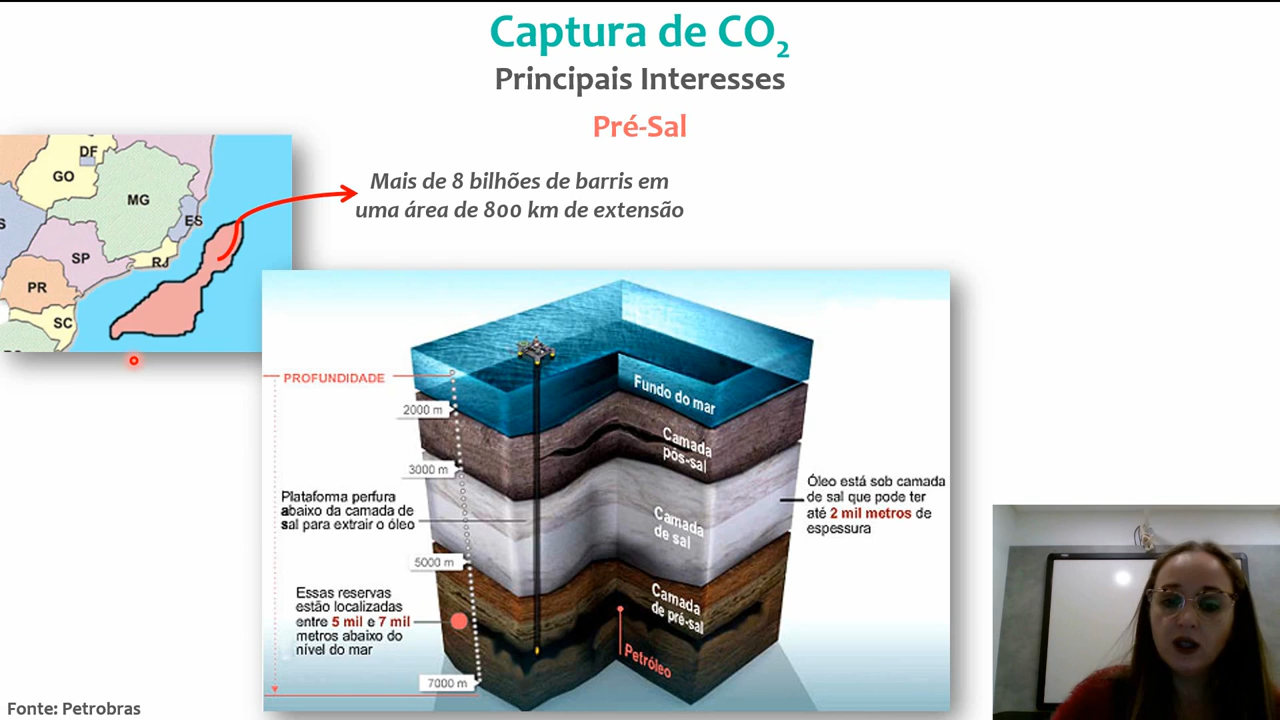 Captura de CO₂
Principais Interesses
Pré-Sal
DF
GO
MG
ES
S
SP
RJ
PR
SC
Mais de 8 bilhões de barris em
uma área de 800 km de extensão
PROFUNDIDADE
2000 m
3000 m
5000 m
7000 m
Fundo do mar
Camada
pós-sal
Camada
de sal
Camada
de pré-sal
Petróleo
Plataforma perfura
abaixo da camada de
sal para extrair o óleo
Essas reservas
estão localizadas
entre 5 mil e 7 mil
metros abaixo do
nível do mar
Óleo está sob camada
de sal que pode ter
até 2 mil metros de
espessura
Fonte: Petrobras